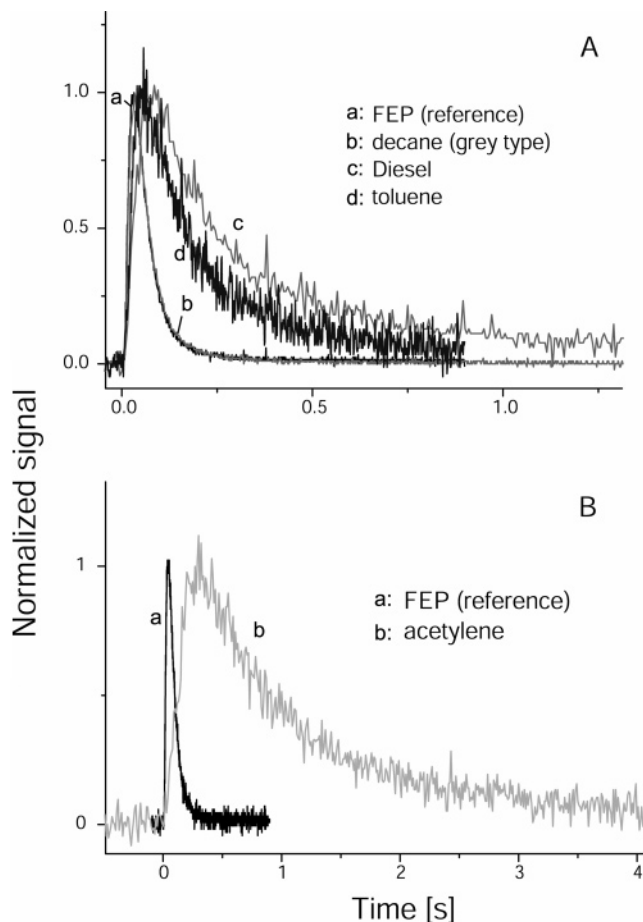 A
a: FEP (reference)
b: decane (grey type)
c: Diesel
d: toluene
a
c
d
b
1.0
0.5
0.0
0.0
0.5
1.0
Normalized signal
B
a: FEP (reference)
b: acetylene
a
b
1
0
0
1
2
3
4
Time [s]